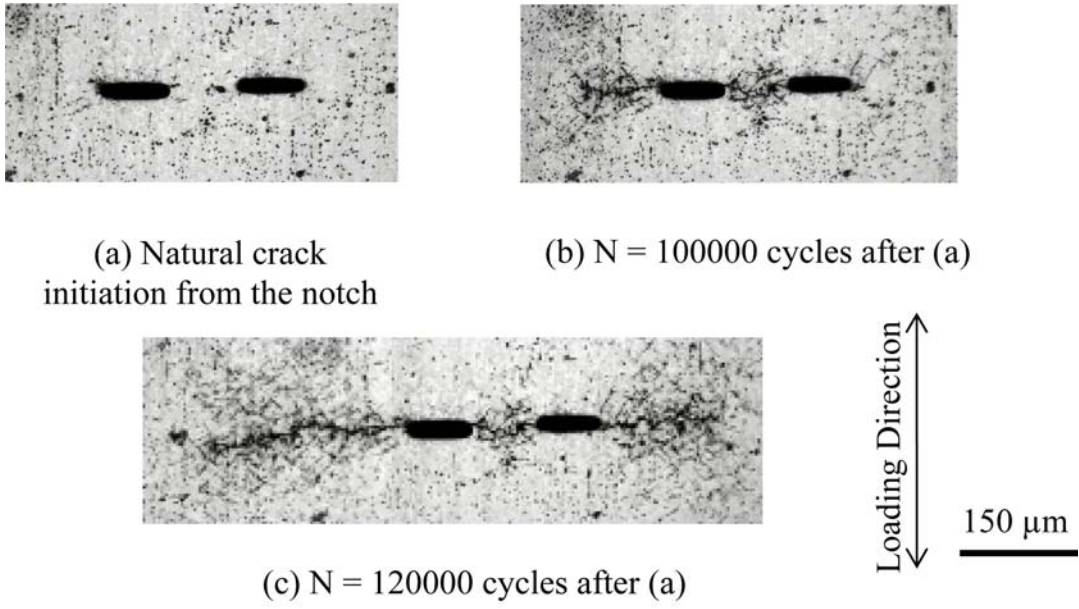 (a) Natural crack
initiation from the notch
(b) N = 100000 cycles after (a)
(c) N = 120000 cycles after (a)
Loading Direction
150 µm